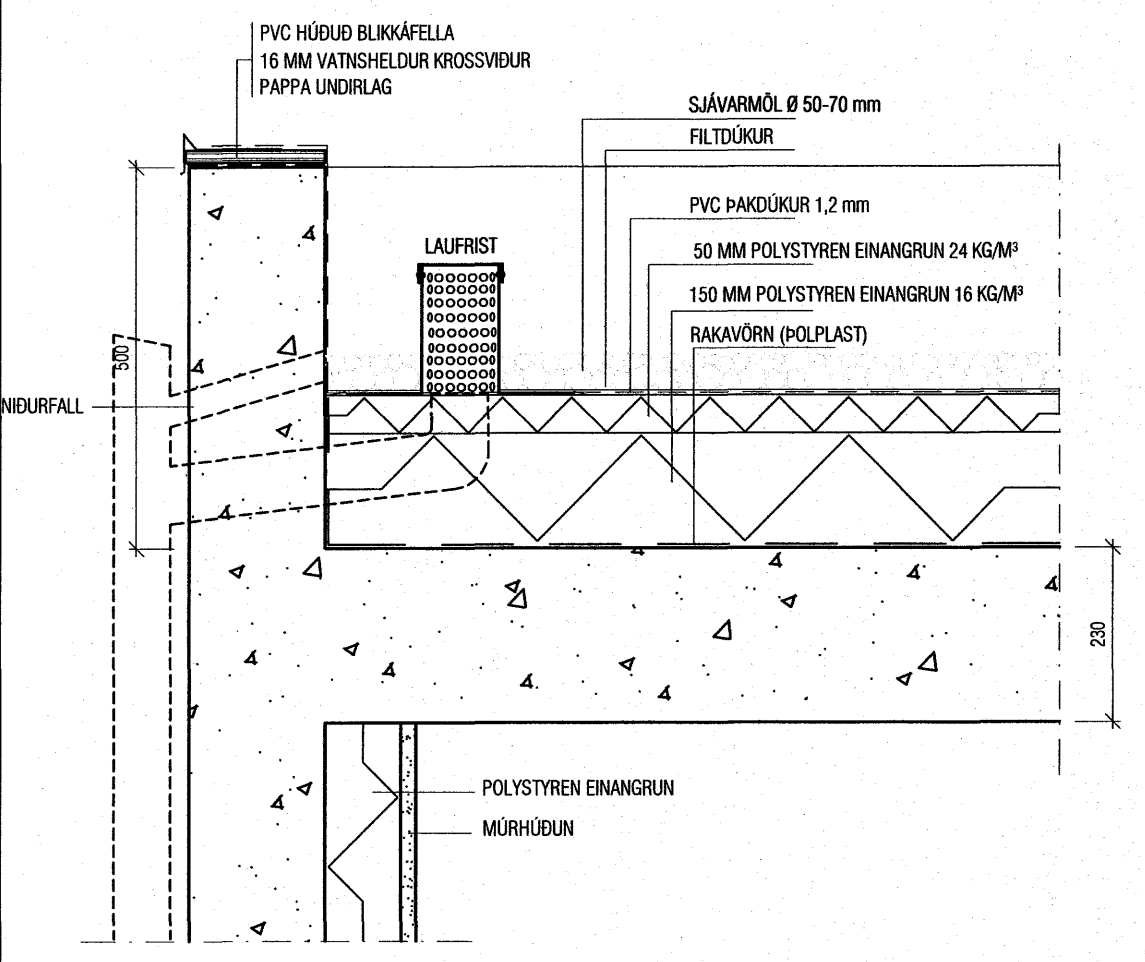 PVC HÚÐUÐ BLIKKÁFELLA
16 MM VATNSHELDUR KROSSVIÐUR
PAPPA UNDIRLAG
SJÁVARMÖL Ø 50-70 mm
FILTDÚKUR
PVC ÞAKDÚKUR 1,2 mm
LAUFRIST
50 MM POLYSTYREN EINANGRUN 24 KG/M³
150 MM POLYSTYREN EINANGRUN 16 KG/M³
RAKAVÖRN (ÞOLPLAST)
500
NIÐURFALL
230
POLYSTYREN EINANGRUN
MÚRHÚÐUN